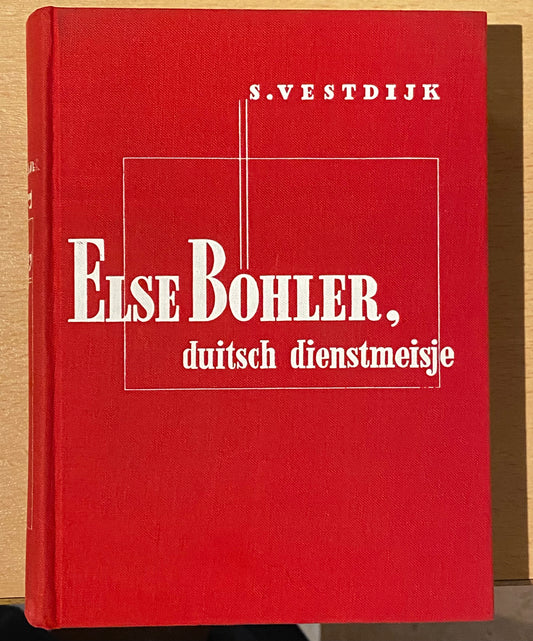 S. VESTDIJK
ELSE BÖHLER,
duitsch dienstmeisje